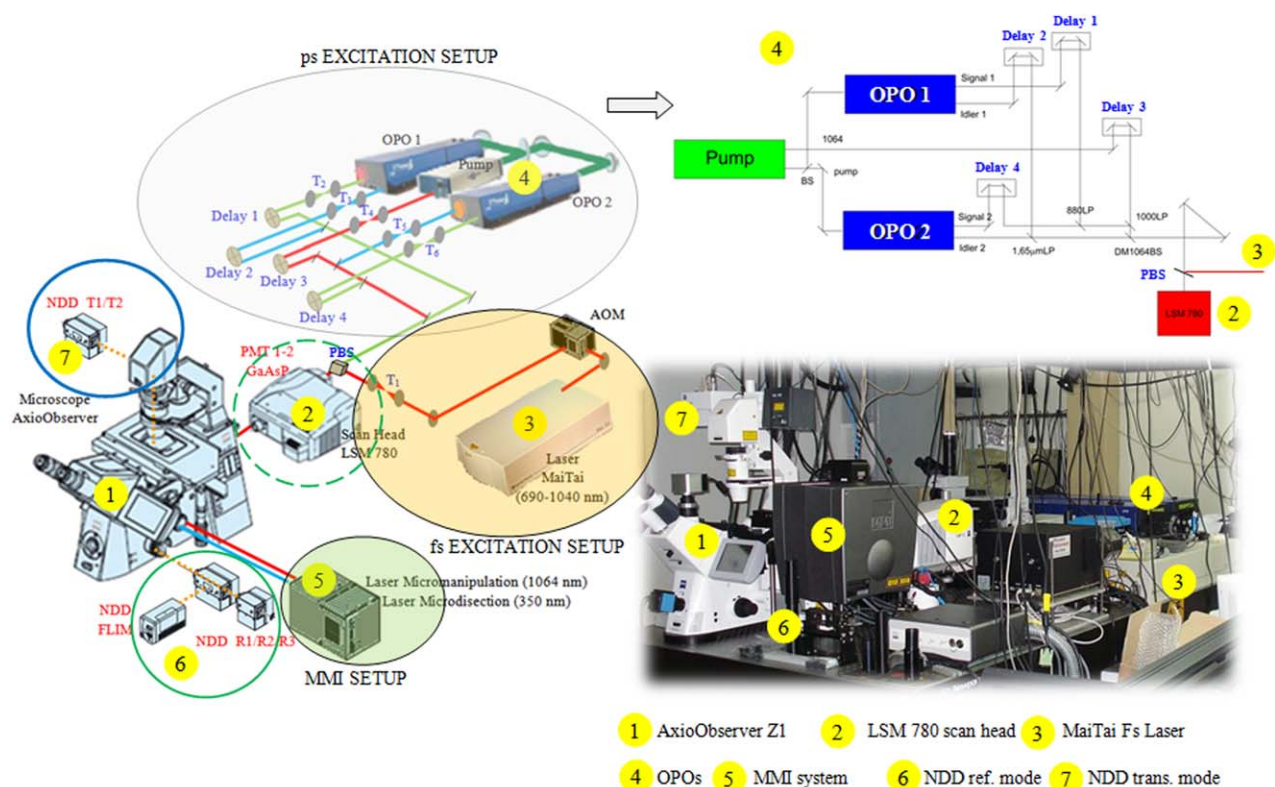 ps EXCITATION SETUP
OPO 1
Pump
4
OPO 2
T2
T3
T4
T5
T6
Delay 1
Delay 2
Delay 3
Delay 4
4
Delay 1
Delay 2
Signal 1
OPO 1
Idler 1
Delay 3
1064
Pump
BS
pump
Delay 4
Signal 2
880LP
1000LP
OPO 2
Idler 2
1,65µmLP
DM1064BS
3
PBS
LSM 780
2
NDD T1/T2
7
Microscope
AxioObserver
1
PMT 1-2
GaAsP
PBS
2
Scan Head
LSM 780
T1
AOM
3
Laser
MaiTai
(690-1040 nm)
fs EXCITATION SETUP
5
Laser Micromanipulation (1064 nm)
Laser Microdisection (350 nm)
MMI SETUP
NDD
FLIM
NDD R1/R2 R3
6
7
1
5
2
4
3
6
1 AxioObserver Z1 2 LSM 780 scan head 3 MaiTai Fs Laser
4 OPOs 5 MMI system 6 NDD ref. mode 7 NDD trans. mode